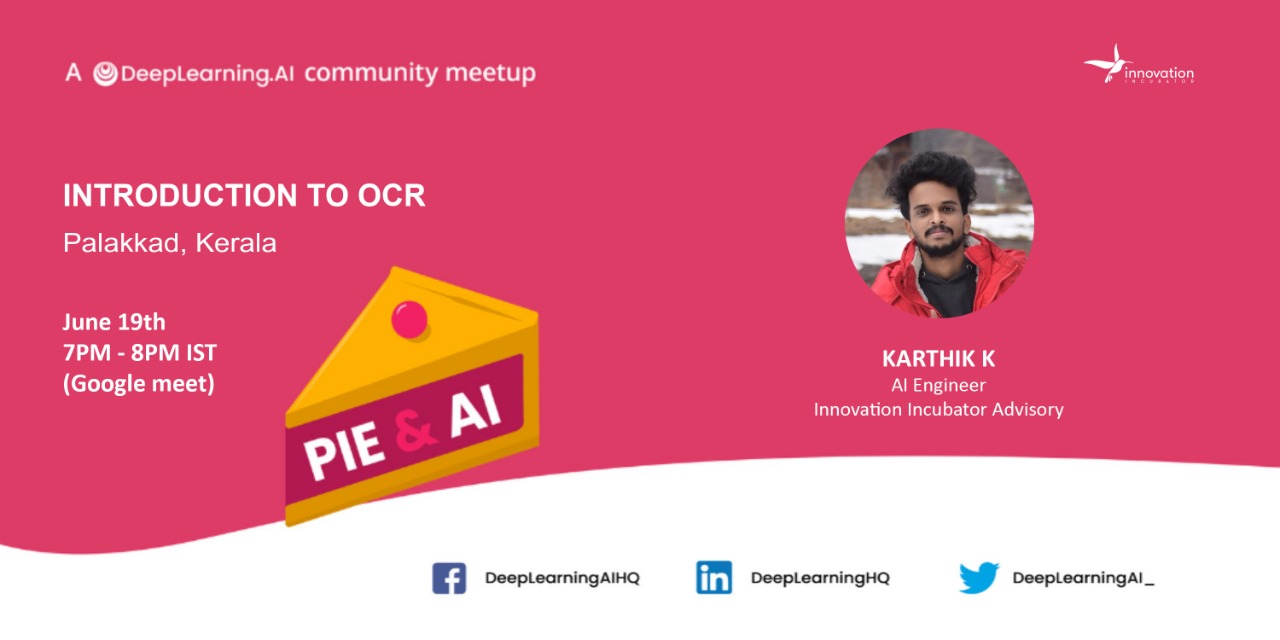 A DeepLearning.AI community meetup
innovation
INCUBATOR
INTRODUCTION TO OCR
Palakkad, Kerala
June 19th
7PM - 8PM IST
(Google meet)
PIE & AI
KARTHIK K
AI Engineer
Innovation Incubator Advisory
DeepLearningAIHQ
DeepLearningHQ
DeepLearningAI_